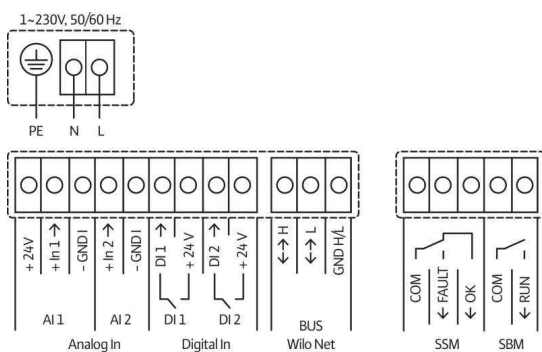 1~230V, 50/60 Hz
PE N L
+ 24 V
+ In 1 →
- GND I
+ In 2 →
- GND I
DI 1 →
+ 24 V
DI 2 →
+ 24 V
↔ H
↔ L
GND H/L
COM
← FAULT
← OK
COM
← RUN
AI 1 AI 2 DI 1 DI 2
Analog In Digital In
BUS
Wilo Net
SSM SBM